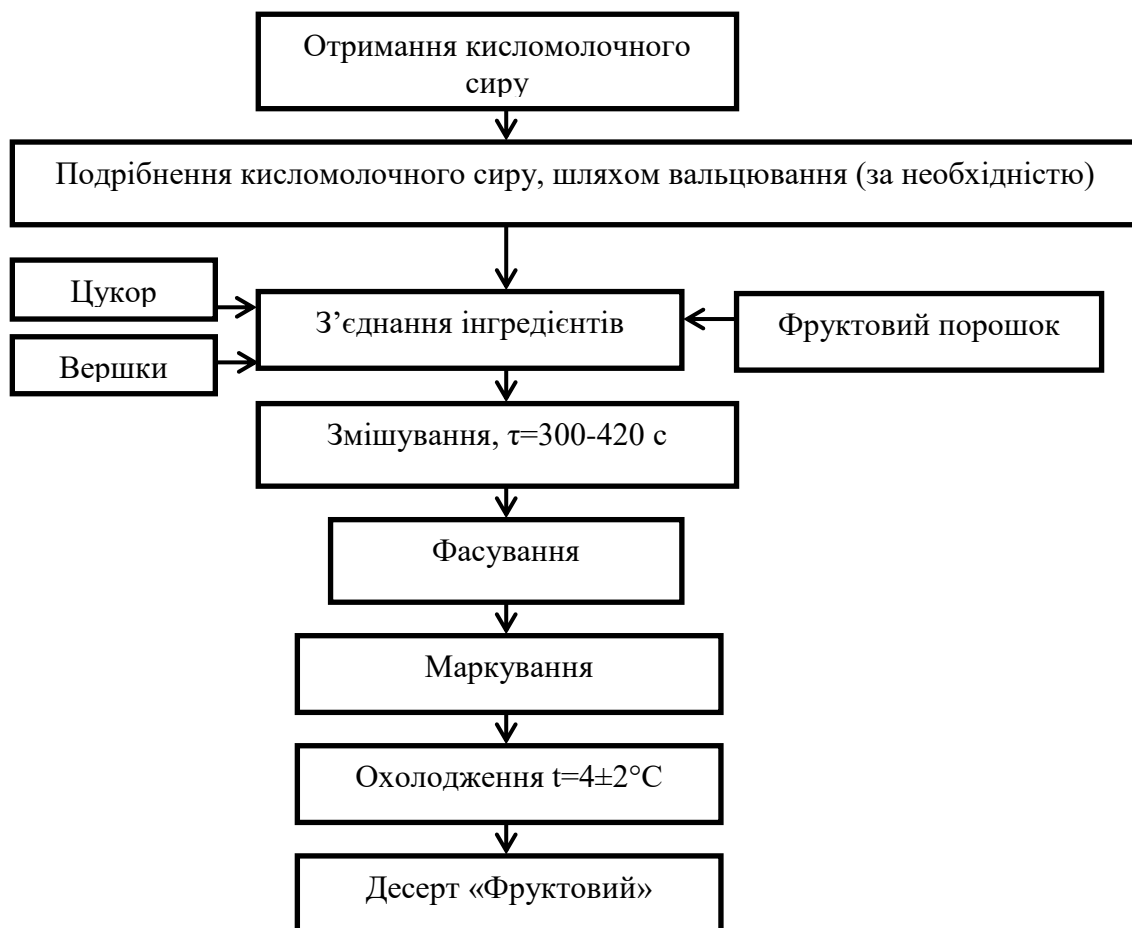 Отримання кисломолочного
сиру
Подрібнення кисломолочного сиру, шляхом вальцювання (за необхідністю)
Цукор
Вершки
З’єднання інгредієнтів
Фруктовий порошок
Змішування, τ=300-420 с
Фасування
Маркування
Охолодження t=4±2°С
Десерт «Фруктовий»